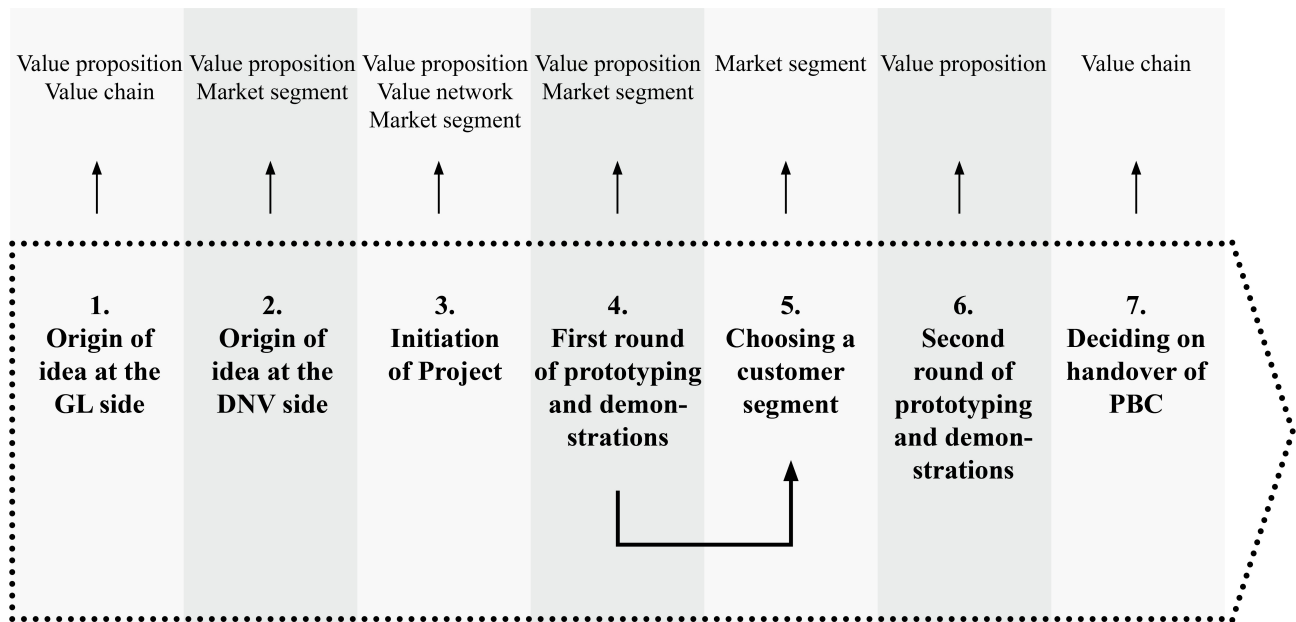 Value proposition
Value chain
Value proposition
Market segment
Value proposition
Value network
Market segment
Value proposition
Market segment
Market segment
Value proposition
Value chain
1.
Origin of
idea at the
GL side
2.
Origin of
idea at the
DNV side
3.
Initiation
of Project
4.
First round
of prototyping
and demon-
strations
5.
Choosing a
customer
segment
6.
Second
round of
prototyping
and demon-
strations
7.
Deciding on
handover of
PBC